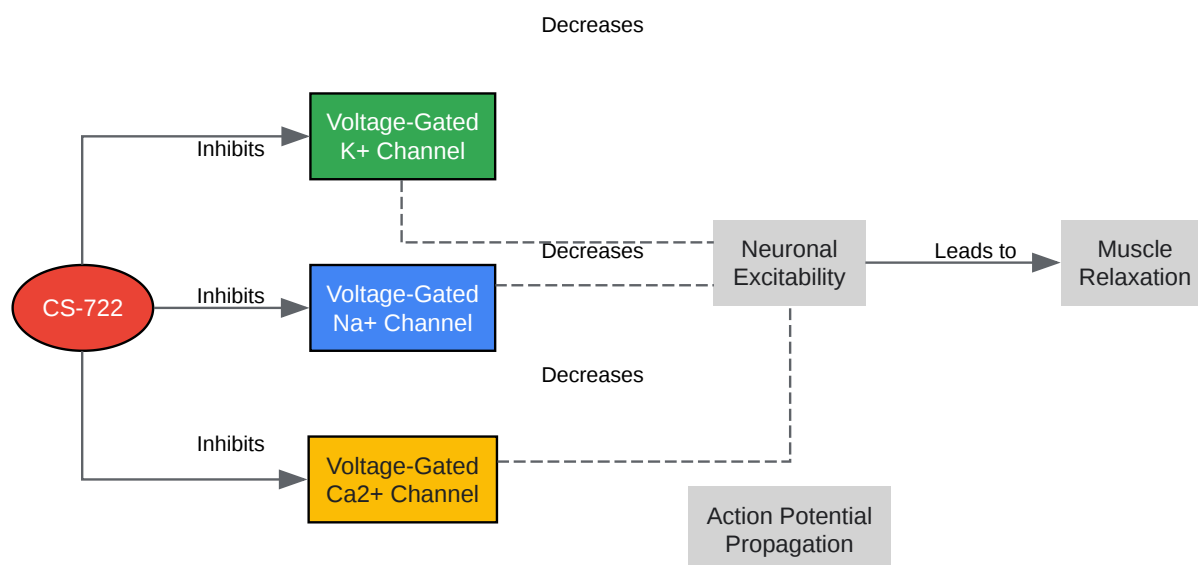 Decreases
Voltage-Gated
K+ Channel
Inhibits
Neuronal
Excitability
Decreases
Leads to
Muscle
Relaxation
CS-722
Inhibits
Voltage-Gated
Na+ Channel
Decreases
Inhibits
Voltage-Gated
Ca2+ Channel
Action Potential
Propagation